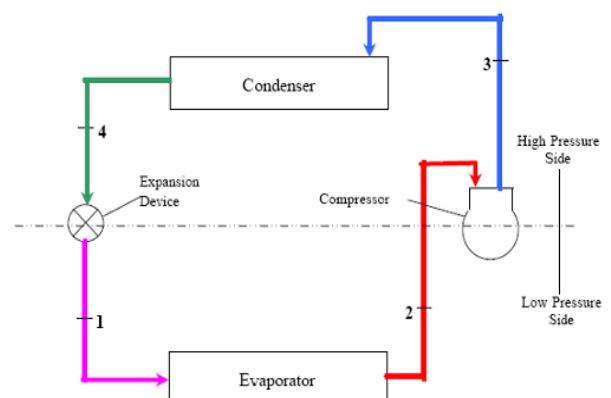 Condenser
3
4
High Pressure
Side
Expansion
Device
Compressor
1
2
Low Pressure
Side
Evaporator